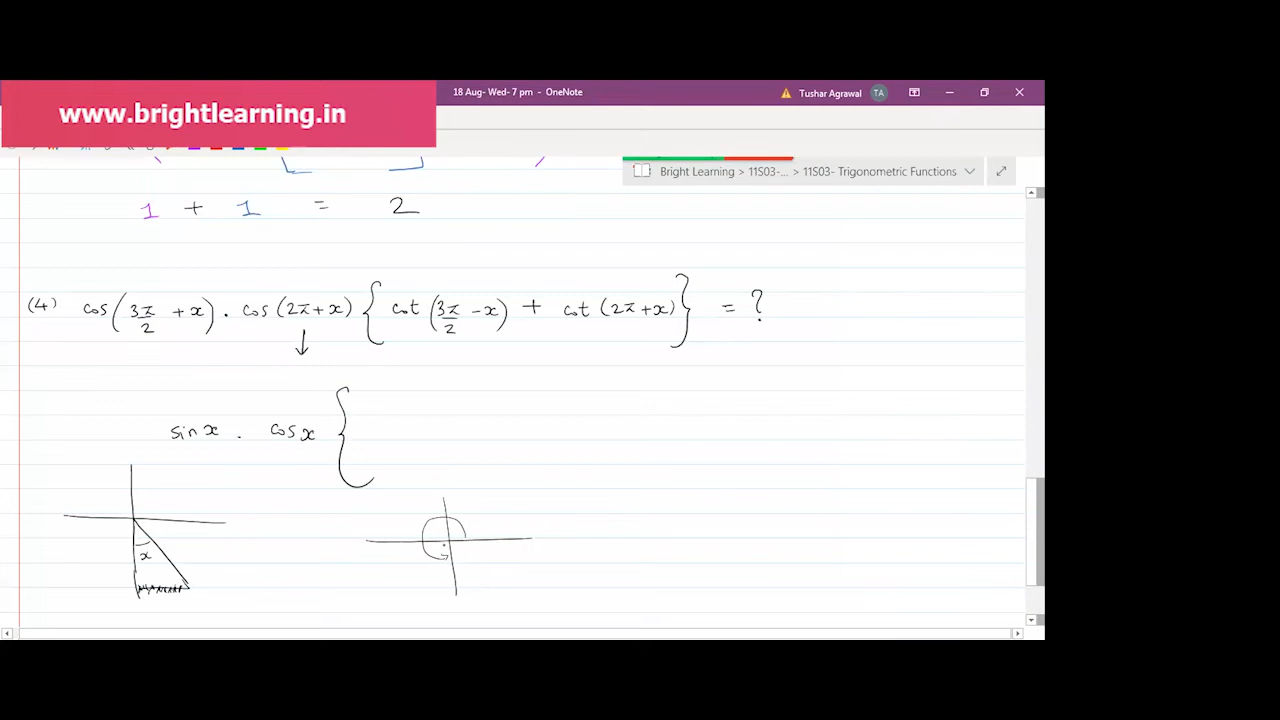 www.brightlearning.in
18 Aug- Wed- 7 pm - OneNote
Tushar Agrawal
TA
Bright Learning > 11S03-... > 11S03- Trigonometric Functions
1 + 1 = 2
(4) cos(3π/2 + x) . cos(2π+x) { cot(3π/2 - x) + cot(2π+x) } = ?
sin x . cos x {
x